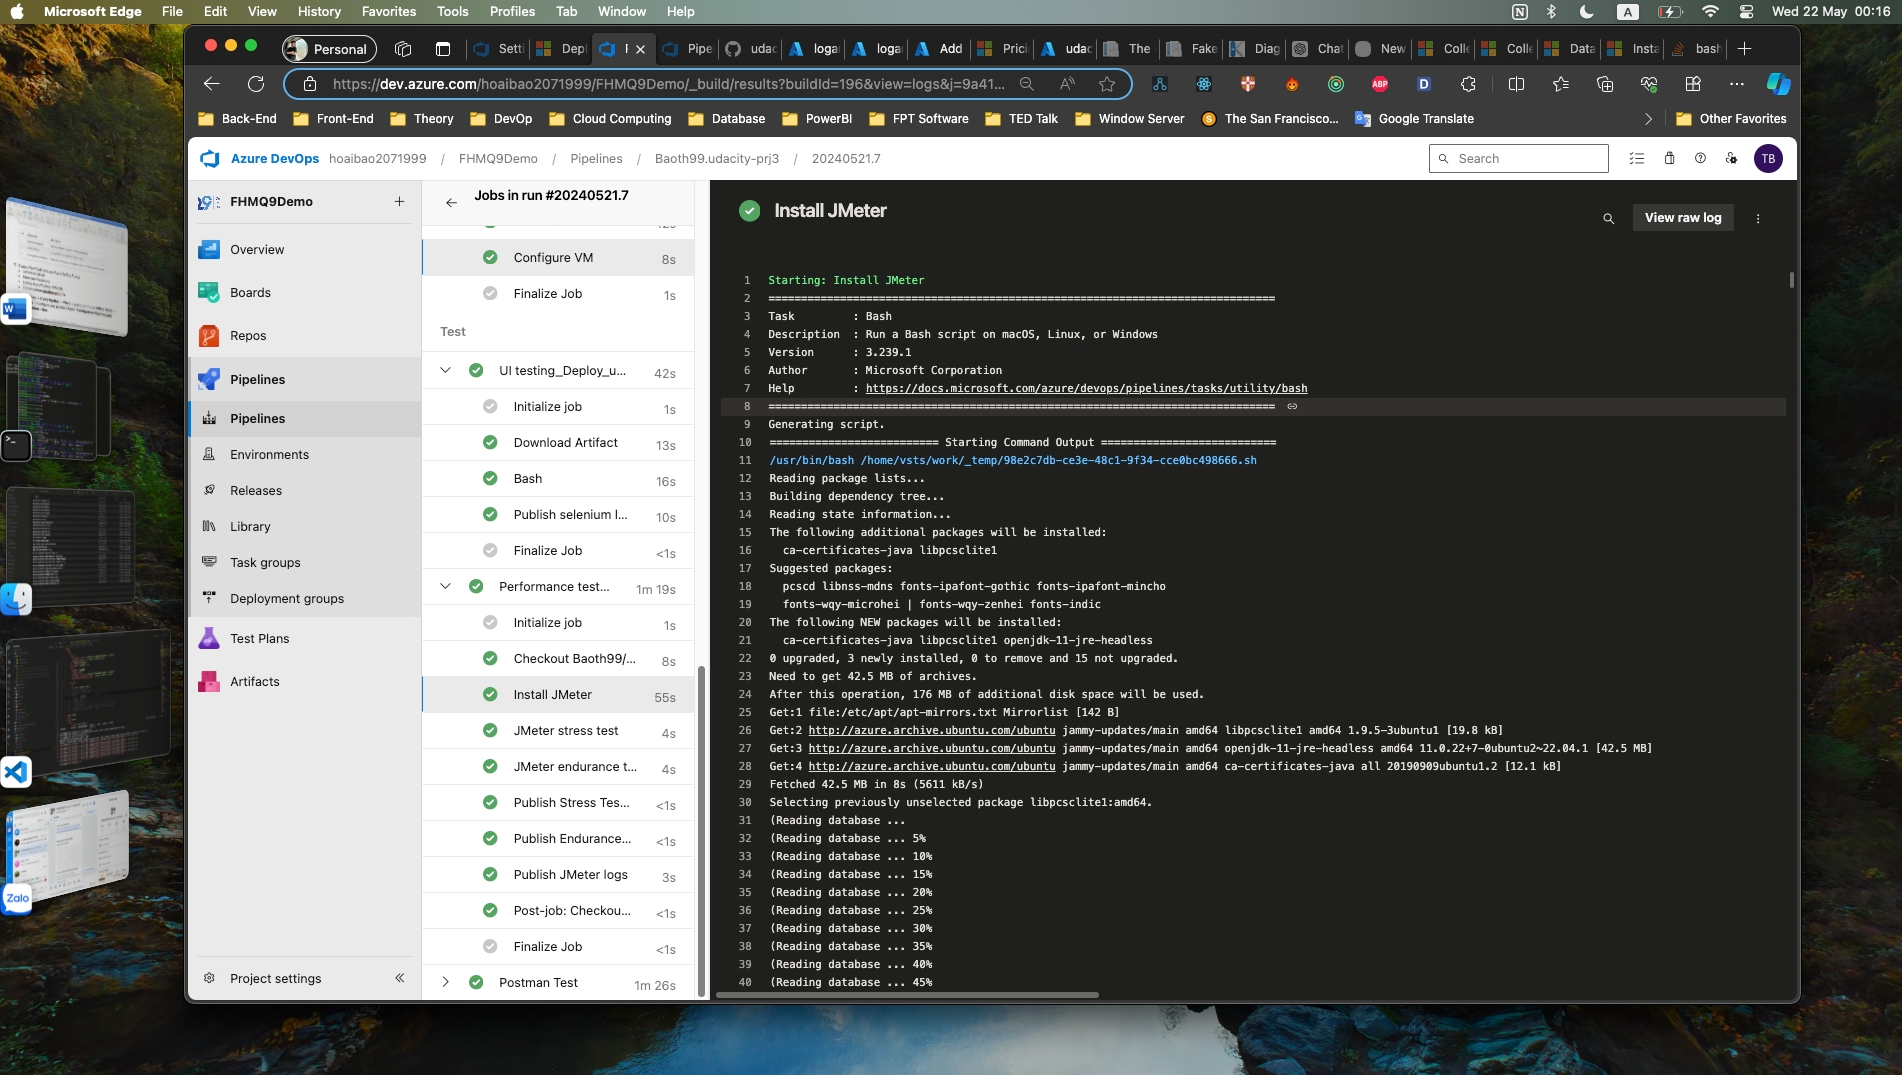 Microsoft Edge File Edit View History Favorites Tools Profiles Tab Window Help A Wed 22 May 00:16
Personal Setti Depl F Pipe udac logar logar Add Prici udac The Fake Diag Chat New Colle Colle Data Insta bash
https://dev.azure.com/hoaibao2071999/FHMQ9Demo/_build/results?buildId=196&view=logs&j=9a41... ABP D
Back-End Front-End Theory DevOp Cloud Computing Database PowerBI FPT Software TED Talk Window Server The San Francisco... Google Translate Other Favorites
Azure DevOps hoaibao2071999 / FHMQ9Demo / Pipelines / Baoth99.udacity-prj3 / 20240521.7 Search TB
FHMQ9Demo
Overview
Boards
Repos
Pipelines
Pipelines
Environments
Releases
Library
Task groups
Deployment groups
Test Plans
Artifacts
Project settings
Jobs in run #20240521.7
Configure VM 8s
Finalize Job 1s
Test
UI testing_Deploy_u... 42s
Initialize job 1s
Download Artifact 13s
Bash 16s
Publish selenium l... 10s
Finalize Job <1s
Performance test... 1m 19s
Initialize job 1s
Checkout Baoth99/... 8s
Install JMeter 55s
JMeter stress test 4s
JMeter endurance t... 4s
Publish Stress Tes... <1s
Publish Endurance... <1s
Publish JMeter logs 3s
Post-job: Checkou... <1s
Finalize Job <1s
Postman Test 1m 26s
Install JMeter
View raw log
1 Starting: Install JMeter
2 ==============================================================================
3 Task : Bash
4 Description : Run a Bash script on macOS, Linux, or Windows
5 Version : 3.239.1
6 Author : Microsoft Corporation
7 Help : https://docs.microsoft.com/azure/devops/pipelines/tasks/utility/bash
8 ==============================================================================
9 Generating script.
10 ========================== Starting Command Output ===========================
11 /usr/bin/bash /home/vsts/work/_temp/98e2c7db-ce3e-48c1-9f34-cce0bc498666.sh
12 Reading package lists...
13 Building dependency tree...
14 Reading state information...
15 The following additional packages will be installed:
16 ca-certificates-java libpcsclite1
17 Suggested packages:
18 pcscd libnss-mdns fonts-ipafont-gothic fonts-ipafont-mincho
19 fonts-wqy-microhei | fonts-wqy-zenhei fonts-indic
20 The following NEW packages will be installed:
21 ca-certificates-java libpcsclite1 openjdk-11-jre-headless
22 0 upgraded, 3 newly installed, 0 to remove and 15 not upgraded.
23 Need to get 42.5 MB of archives.
24 After this operation, 176 MB of additional disk space will be used.
25 Get:1 file:/etc/apt/apt-mirrors.txt Mirrorlist [142 B]
26 Get:2 http://azure.archive.ubuntu.com/ubuntu jammy-updates/main amd64 libpcsclite1 amd64 1.9.5-3ubuntu1 [19.8 kB]
27 Get:3 http://azure.archive.ubuntu.com/ubuntu jammy-updates/main amd64 openjdk-11-jre-headless amd64 11.0.22+7-0ubuntu2~22.04.1 [42.5 MB]
28 Get:4 http://azure.archive.ubuntu.com/ubuntu jammy-updates/main amd64 ca-certificates-java all 20190909ubuntu1.2 [12.1 kB]
29 Fetched 42.5 MB in 8s (5611 kB/s)
30 Selecting previously unselected package libpcsclite1:amd64.
31 (Reading database ...
32 (Reading database ... 5%
33 (Reading database ... 10%
34 (Reading database ... 15%
35 (Reading database ... 20%
36 (Reading database ... 25%
37 (Reading database ... 30%
38 (Reading database ... 35%
39 (Reading database ... 40%
40 (Reading database ... 45%
Zalo